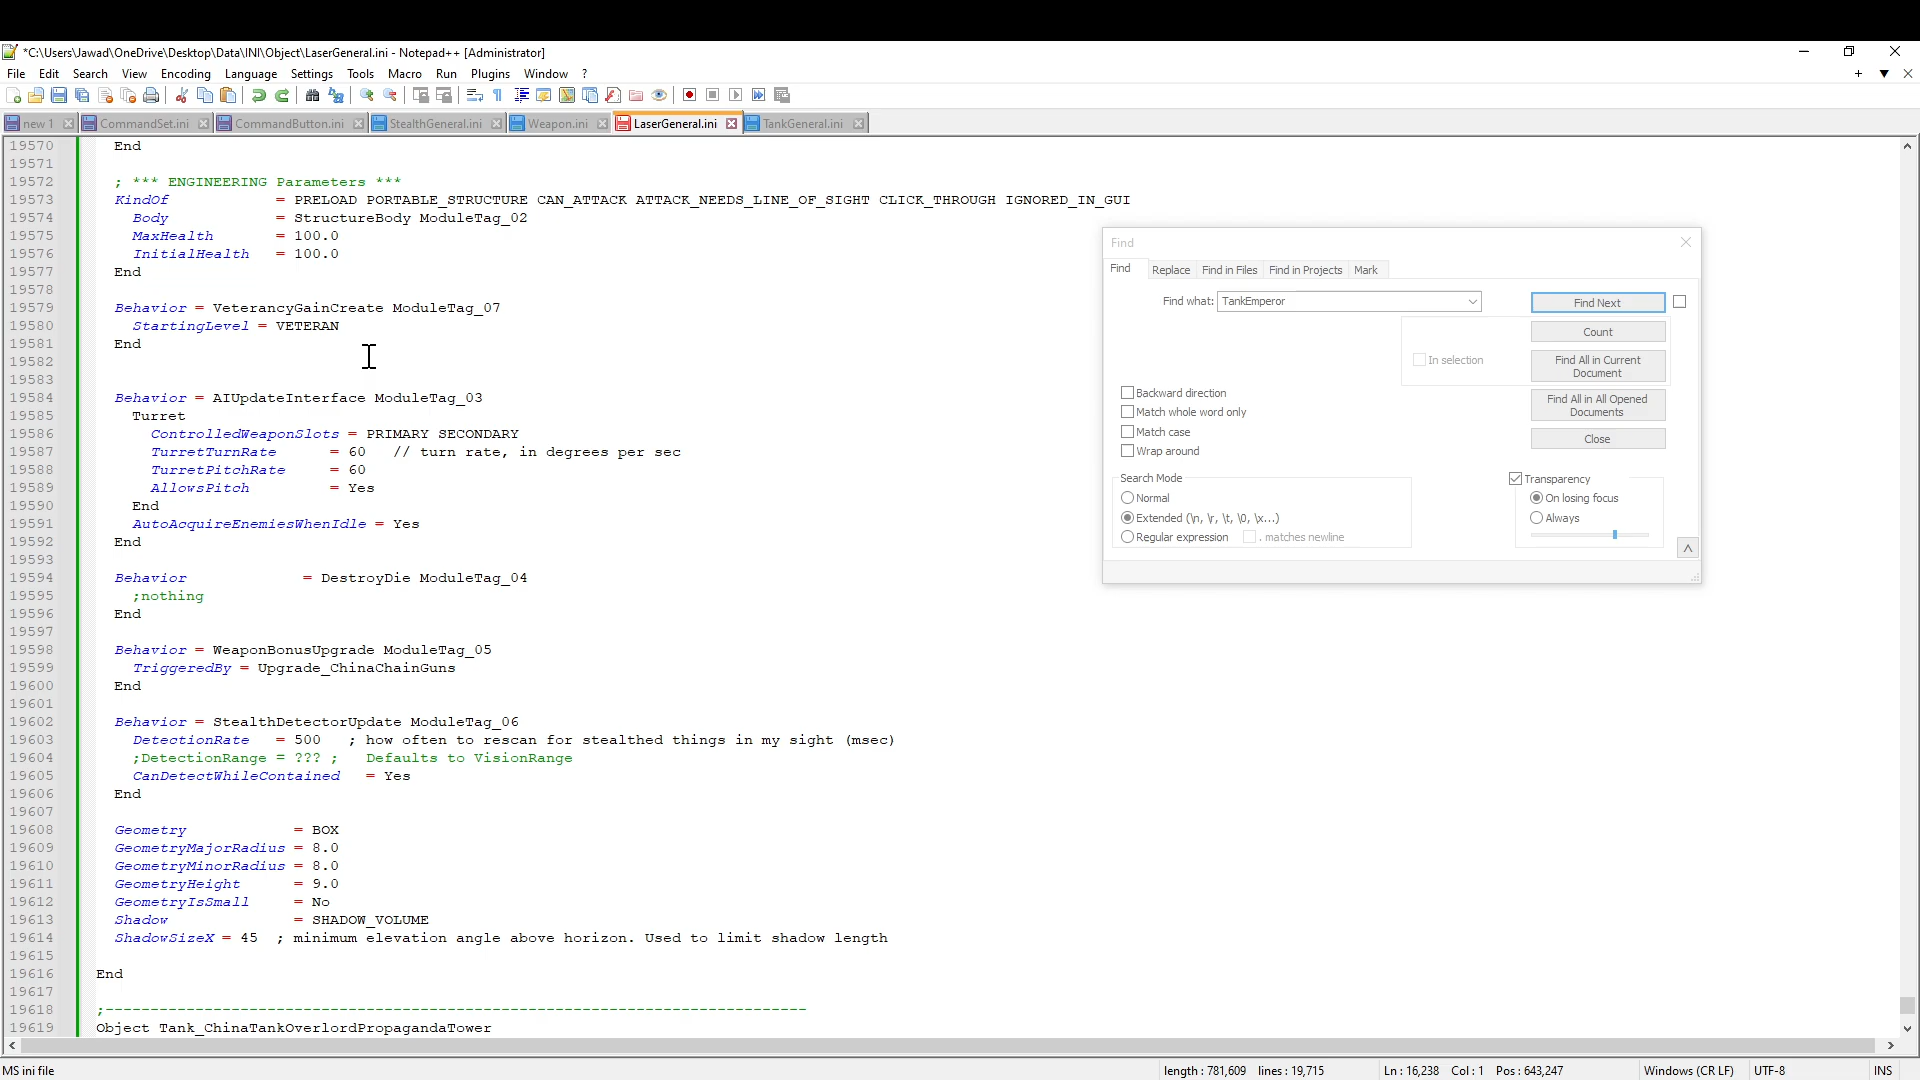 *C:\Users\Jawad\OneDrive\Desktop\Data\INI\Object\LaserGeneral.ini - Notepad++ [Administrator]
File Edit Search View Encoding Language Settings Tools Macro Run Plugins Window ?
new 1 CommandSet.ini CommandButton.ini StealthGeneral.ini Weapon.ini LaserGeneral.ini TankGeneral.ini
19570 End
19571
19572 ; *** ENGINEERING Parameters ***
19573 KindOf = PRELOAD PORTABLE_STRUCTURE CAN_ATTACK ATTACK_NEEDS_LINE_OF_SIGHT CLICK_THROUGH IGNORED_IN_GUI
19574 Body = StructureBody ModuleTag_02
19575 MaxHealth = 100.0
19576 InitialHealth = 100.0
19577 End
19578
19579 Behavior = VeterancyGainCreate ModuleTag_07
19580 StartingLevel = VETERAN
19581 End
19582
19583
19584 Behavior = AIUpdateInterface ModuleTag_03
19585 Turret
19586 ControlledWeaponSlots = PRIMARY SECONDARY
19587 TurretTurnRate = 60 // turn rate, in degrees per sec
19588 TurretPitchRate = 60
19589 AllowsPitch = Yes
19590 End
19591 AutoAcquireEnemiesWhenIdle = Yes
19592 End
19593
19594 Behavior = DestroyDie ModuleTag_04
19595 ;nothing
19596 End
19597
19598 Behavior = WeaponBonusUpgrade ModuleTag_05
19599 TriggeredBy = Upgrade_ChinaChainGuns
19600 End
19601
19602 Behavior = StealthDetectorUpdate ModuleTag_06
19603 DetectionRate = 500 ; how often to rescan for stealthed things in my sight (msec)
19604 ;DetectionRange = ??? ; Defaults to VisionRange
19605 CanDetectWhileContained = Yes
19606 End
19607
19608 Geometry = BOX
19609 GeometryMajorRadius = 8.0
19610 GeometryMinorRadius = 8.0
19611 GeometryHeight = 9.0
19612 GeometryIsSmall = No
19613 Shadow = SHADOW_VOLUME
19614 ShadowSizeX = 45 ; minimum elevation angle above horizon. Used to limit shadow length
19615
19616 End
19617
19618 ;------------------------------------------------------------------------------
19619 Object Tank_ChinaTankOverlordPropagandaTower
Find
Find Replace Find in Files Find in Projects Mark
Find what: TankEmperor Find Next
Count
In selection Find All in Current Document
Backward direction Find All in All Opened Documents
Match whole word only
Match case Close
Wrap around
Search Mode Transparency
Normal On losing focus
Extended (\n, \r, \t, \0, \x...) Always
Regular expression . matches newline
MS ini file length : 781,609 lines : 19,715 Ln : 16,238 Col : 1 Pos : 643,247 Windows (CR LF) UTF-8 INS